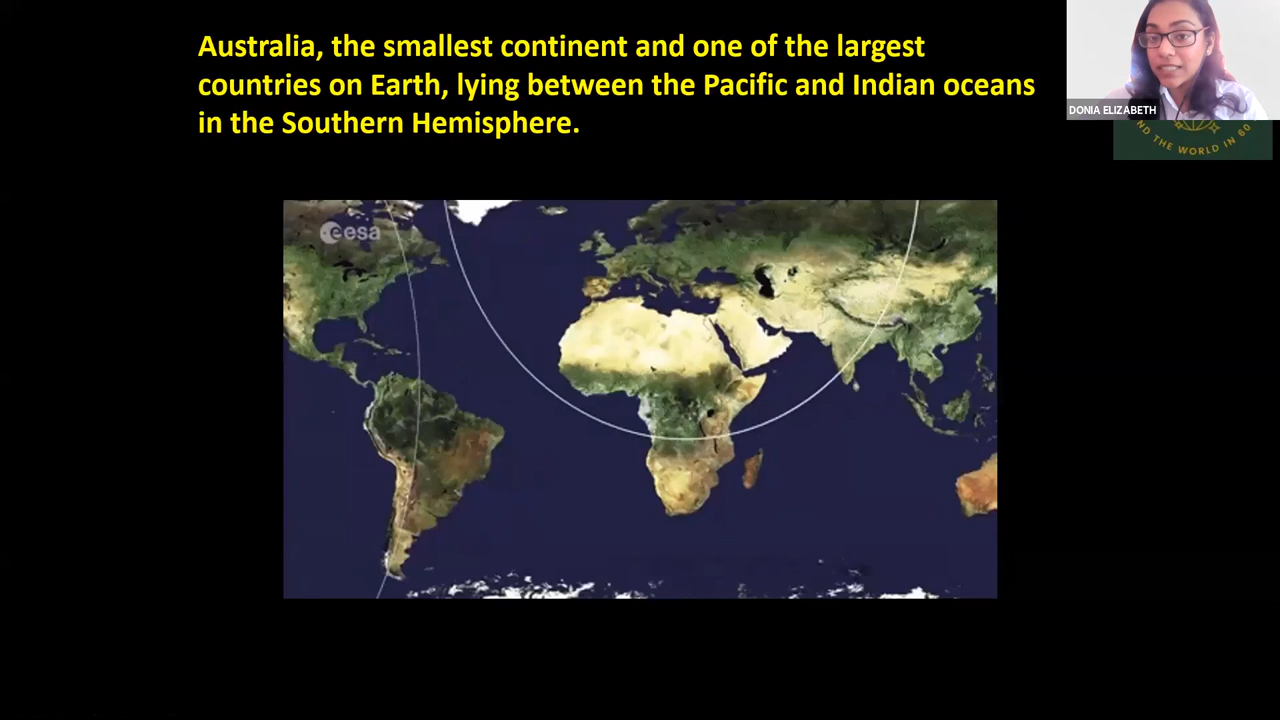 Australia, the smallest continent and one of the largest
countries on Earth, lying between the Pacific and Indian oceans
in the Southern Hemisphere.
DONIA ELIZABETH
THE WORLD IN 60
esa